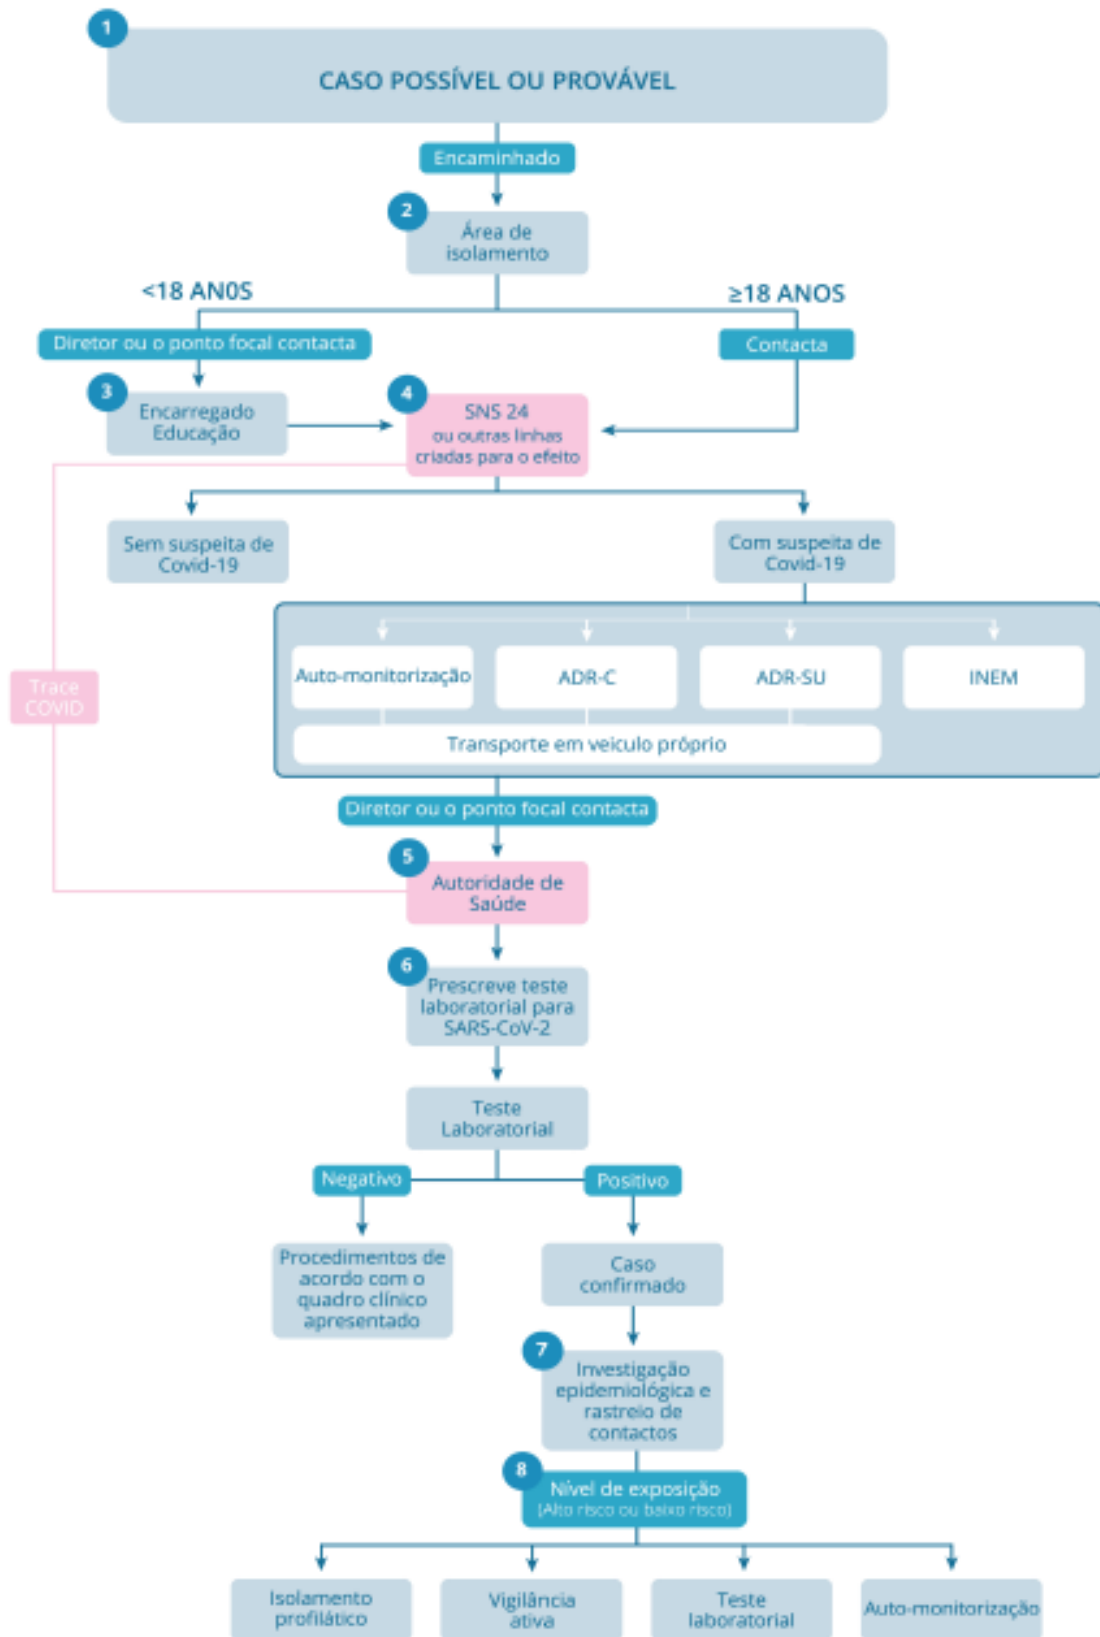 1
CASO POSSÍVEL OU PROVÁVEL
Encaminhado
2
Área de
isolamento
<18 AN0S
≥18 ANOS
Diretor ou o ponto focal contacta
Contacta
3
Encarregado
Educação
4
SNS 24
ou outras linhas
criadas para o efeito
Sem suspeita de
Covid-19
Com suspeita de
Covid-19
Trace
COVID
Auto-monitorização
ADR-C
ADR-SU
INEM
Transporte em veiculo próprio
Diretor ou o ponto focal contacta
5
Autoridade de
Saúde
6
Prescreve teste
laboratorial para
SARS-CoV-2
Teste
Laboratorial
Negativo
Positivo
Procedimentos de
acordo com o
quadro clínico
apresentado
Caso
confirmado
7
Investigação
epidemiológica e
rastreio de
contactos
8
Nível de exposição
(Alto risco ou baixo risco)
Isolamento
profilático
Vigilância
ativa
Teste
laboratorial
Auto-monitorização